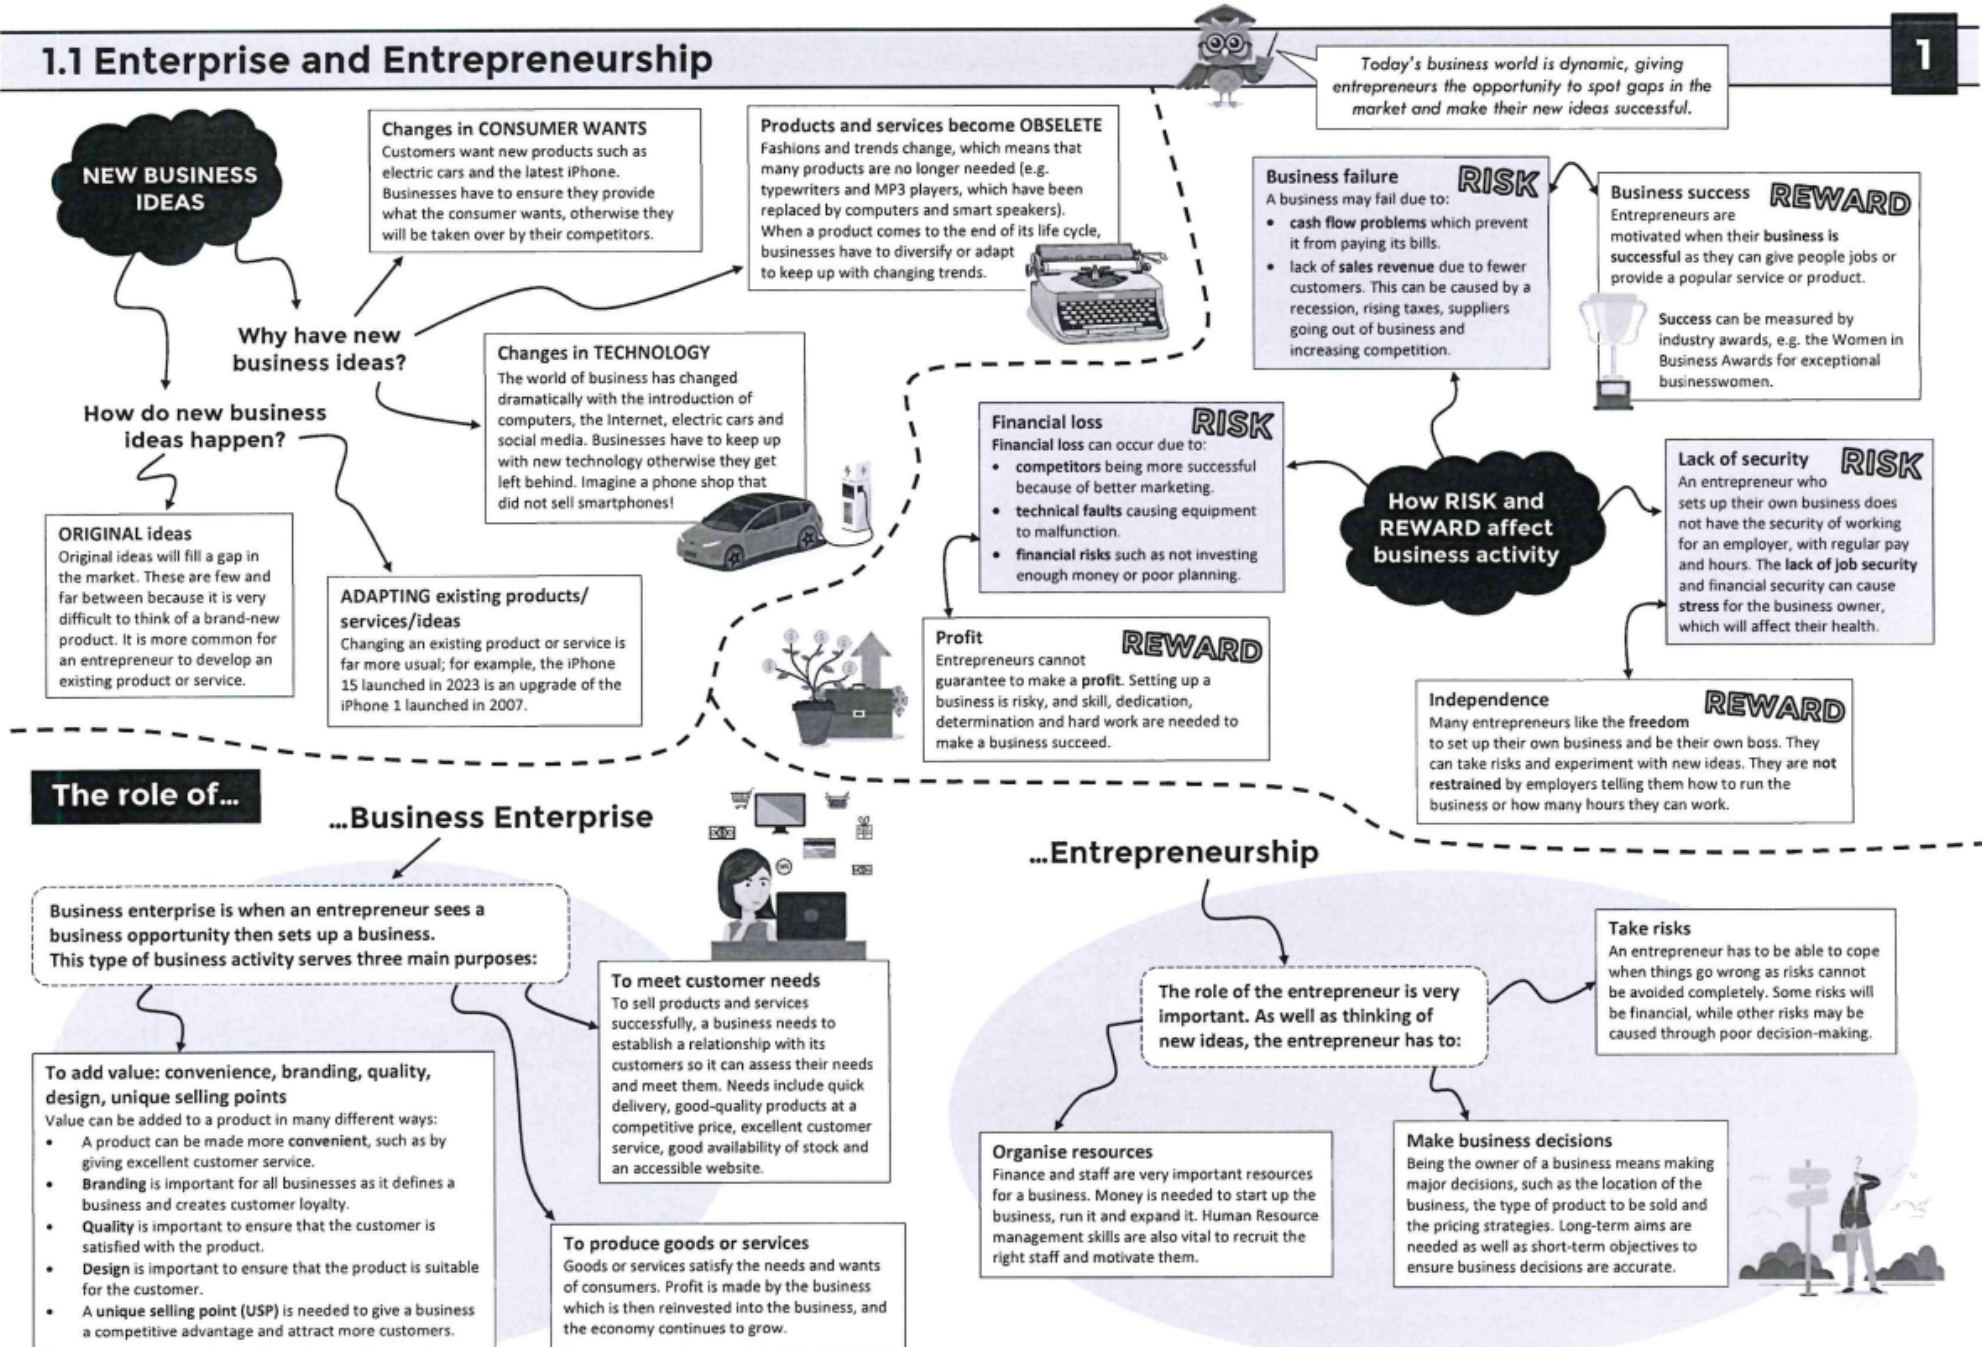 1.1 Enterprise and Entrepreneurship
Today's business world is dynamic, giving
entrepreneurs the opportunity to spot gaps in the
market and make their new ideas successful.
1
NEW BUSINESS
IDEAS
Changes in CONSUMER WANTS
Customers want new products such as
electric cars and the latest iPhone.
Businesses have to ensure they provide
what the consumer wants, otherwise they
will be taken over by their competitors.
Products and services become OBSELETE
Fashions and trends change, which means that
many products are no longer needed (e.g.
typewriters and MP3 players, which have been
replaced by computers and smart speakers).
When a product comes to the end of its life cycle,
businesses have to diversify or adapt
to keep up with changing trends.
Why have new
business ideas?
Changes in TECHNOLOGY
The world of business has changed
dramatically with the introduction of
computers, the Internet, electric cars and
social media. Businesses have to keep up
with new technology otherwise they get
left behind. Imagine a phone shop that
did not sell smartphones!
How do new business
ideas happen?
ORIGINAL ideas
Original ideas will fill a gap in
the market. These are few and
far between because it is very
difficult to think of a brand-new
product. It is more common for
an entrepreneur to develop an
existing product or service.
ADAPTING existing products/
services/ideas
Changing an existing product or service is
far more usual; for example, the iPhone
15 launched in 2023 is an upgrade of the
iPhone 1 launched in 2007.
Business failure RISK
A business may fail due to:
• cash flow problems which prevent
it from paying its bills.
• lack of sales revenue due to fewer
customers. This can be caused by a
recession, rising taxes, suppliers
going out of business and
increasing competition.
Business success REWARD
Entrepreneurs are
motivated when their business is
successful as they can give people jobs or
provide a popular service or product.
Success can be measured by
industry awards, e.g. the Women in
Business Awards for exceptional
businesswomen.
Financial loss RISK
Financial loss can occur due to:
• competitors being more successful
because of better marketing.
• technical faults causing equipment
to malfunction.
• financial risks such as not investing
enough money or poor planning.
How RISK and
REWARD affect
business activity
Lack of security RISK
An entrepreneur who
sets up their own business does
not have the security of working
for an employer, with regular pay
and hours. The lack of job security
and financial security can cause
stress for the business owner,
which will affect their health.
Profit REWARD
Entrepreneurs cannot
guarantee to make a profit. Setting up a
business is risky, and skill, dedication,
determination and hard work are needed to
make a business succeed.
Independence REWARD
Many entrepreneurs like the freedom
to set up their own business and be their own boss. They
can take risks and experiment with new ideas. They are not
restrained by employers telling them how to run the
business or how many hours they can work.
The role of...
...Business Enterprise
Business enterprise is when an entrepreneur sees a
business opportunity then sets up a business.
This type of business activity serves three main purposes:
To meet customer needs
To sell products and services
successfully, a business needs to
establish a relationship with its
customers so it can assess their needs
and meet them. Needs include quick
delivery, good-quality products at a
competitive price, excellent customer
service, good availability of stock and
an accessible website.
To add value: convenience, branding, quality,
design, unique selling points
Value can be added to a product in many different ways:
• A product can be made more convenient, such as by
giving excellent customer service.
• Branding is important for all businesses as it defines a
business and creates customer loyalty.
• Quality is important to ensure that the customer is
satisfied with the product.
• Design is important to ensure that the product is suitable
for the customer.
• A unique selling point (USP) is needed to give a business
a competitive advantage and attract more customers.
To produce goods or services
Goods or services satisfy the needs and wants
of consumers. Profit is made by the business
which is then reinvested into the business, and
the economy continues to grow.
...Entrepreneurship
The role of the entrepreneur is very
important. As well as thinking of
new ideas, the entrepreneur has to:
Take risks
An entrepreneur has to be able to cope
when things go wrong as risks cannot
be avoided completely. Some risks will
be financial, while other risks may be
caused through poor decision-making.
Organise resources
Finance and staff are very important resources
for a business. Money is needed to start up the
business, run it and expand it. Human Resource
management skills are also vital to recruit the
right staff and motivate them.
Make business decisions
Being the owner of a business means making
major decisions, such as the location of the
business, the type of product to be sold and
the pricing strategies. Long-term aims are
needed as well as short-term objectives to
ensure business decisions are accurate.